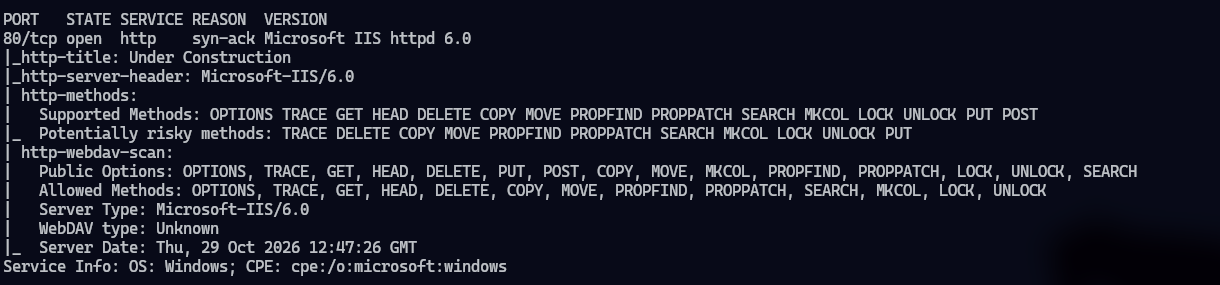 PORT   STATE SERVICE REASON  VERSION
80/tcp open  http    syn-ack Microsoft IIS httpd 6.0
|_http-title: Under Construction
|_http-server-header: Microsoft-IIS/6.0
| http-methods:
|   Supported Methods: OPTIONS TRACE GET HEAD DELETE COPY MOVE PROPFIND PROPPATCH SEARCH MKCOL LOCK UNLOCK PUT POST
|_  Potentially risky methods: TRACE DELETE COPY MOVE PROPFIND PROPPATCH SEARCH MKCOL LOCK UNLOCK PUT
| http-webdav-scan:
|   Public Options: OPTIONS, TRACE, GET, HEAD, DELETE, PUT, POST, COPY, MOVE, MKCOL, PROPFIND, PROPPATCH, LOCK, UNLOCK, SEARCH
|   Allowed Methods: OPTIONS, TRACE, GET, HEAD, DELETE, COPY, MOVE, PROPFIND, PROPPATCH, SEARCH, MKCOL, LOCK, UNLOCK
|   Server Type: Microsoft-IIS/6.0
|   WebDAV type: Unknown
|_  Server Date: Thu, 29 Oct 2026 12:47:26 GMT
Service Info: OS: Windows; CPE: cpe:/o:microsoft:windows